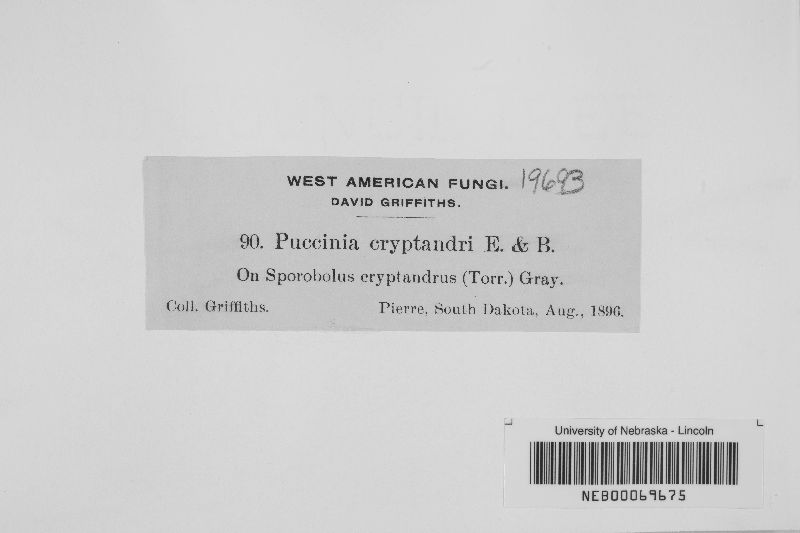 WEST AMERICAN FUNGI. 19693
DAVID GRIFFITHS.
90. Puccinia cryptandri E. & B.
On Sporobolus cryptandrus (Torr.) Gray.
Coll. Griffiths. Pierre, South Dakota, Aug., 1896.
University of Nebraska - Lincoln
NEB00069675